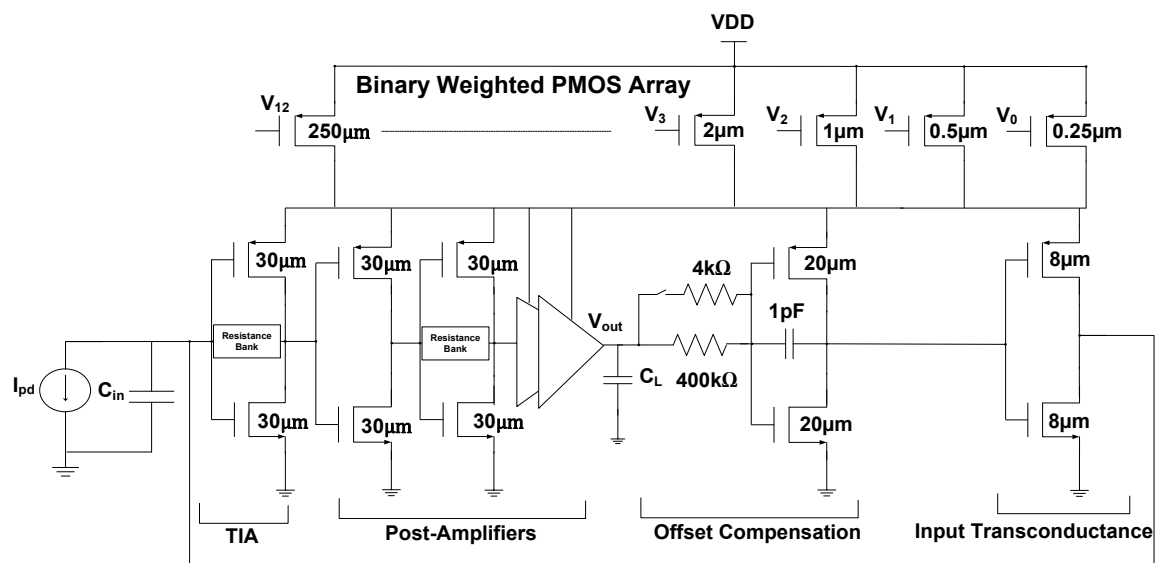 VDD
Binary Weighted PMOS Array
V12
250μm
V3
2μm
V2
1μm
V1
0.5μm
V0
0.25μm
30μm
30μm
30μm
20μm
8μm
4kΩ
1pF
Resistance
Bank
Resistance
Bank
Vout
Ipd
Cin
CL
400kΩ
30μm
30μm
30μm
20μm
8μm
TIA
Post-Amplifiers
Offset Compensation
Input Transconductance